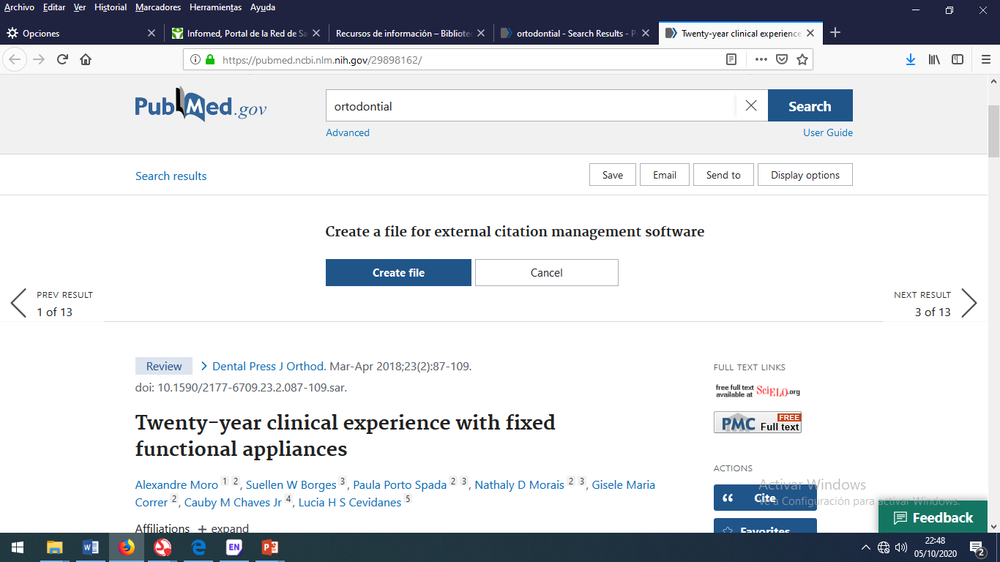 Archivo Editar Ver Historial Marcadores Herramientas Ayuda
Opciones
Infomed, Portal de la Red de Sa
Recursos de información – Bibliote
ortodontial - Search Results - P
Twenty-year clinical experience
https://pubmed.ncbi.nlm.nih.gov/29898162/
PubMed.gov
ortodontial
Search
Advanced
User Guide
Search results
Save
Email
Send to
Display options
Create a file for external citation management software
Create file
Cancel
PREV RESULT
1 of 13
NEXT RESULT
3 of 13
Review
Dental Press J Orthod. Mar-Apr 2018;23(2):87-109.
doi: 10.1590/2177-6709.23.2.087-109.sar.
Twenty-year clinical experience with fixed
functional appliances
Alexandre Moro 1 2, Suellen W Borges 3, Paula Porto Spada 2 3, Nathaly D Morais 2 3, Gisele Maria
Correr 2, Cauby M Chaves Jr 4, Lucia H S Cevidanes 5
Affiliations + expand
FULL TEXT LINKS
free full text
available at SciELO.org
PMC FREE
Full text
ACTIONS
Cite
Favorites
Activar Windows
Ve a Configuración para activar Windows.
Feedback
EN
22:48
05/10/2020
2